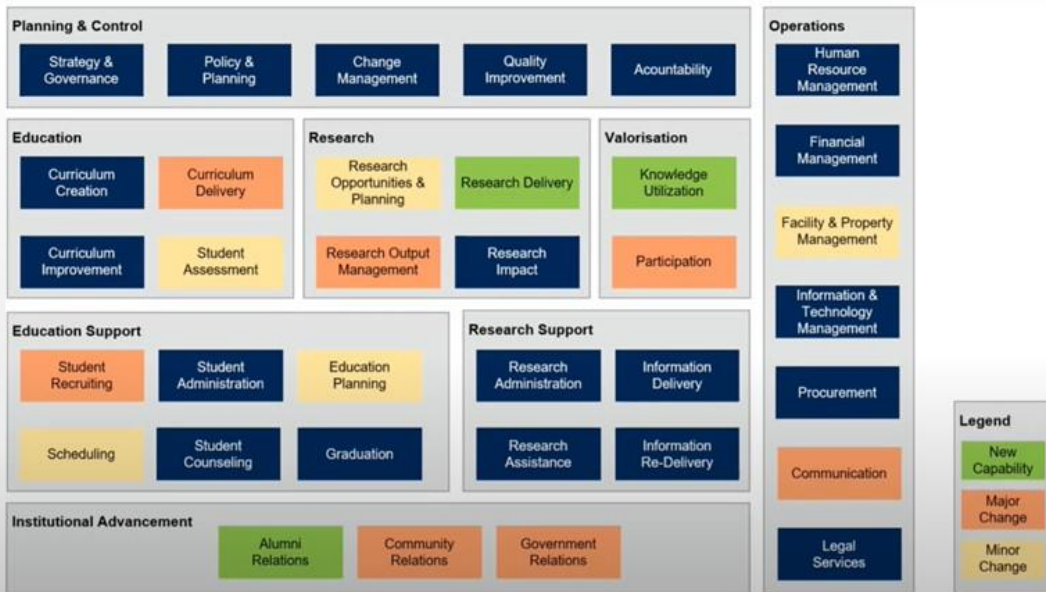 Planning & Control
Strategy &
Governance
Policy &
Planning
Change
Management
Quality
Improvement
Acountability
Operations
Human
Resource
Management
Financial
Management
Facility & Property
Management
Information &
Technology
Management
Procurement
Communication
Legal
Services
Education
Curriculum
Creation
Curriculum
Delivery
Curriculum
Improvement
Student
Assessment
Research
Research
Opportunities &
Planning
Research Delivery
Research Output
Management
Research
Impact
Valorisation
Knowledge
Utilization
Participation
Education Support
Student
Recruiting
Student
Administration
Education
Planning
Scheduling
Student
Counseling
Graduation
Research Support
Research
Administration
Information
Delivery
Research
Assistance
Information
Re-Delivery
Institutional Advancement
Alumni
Relations
Community
Relations
Government
Relations
Legend
New
Capability
Major
Change
Minor
Change